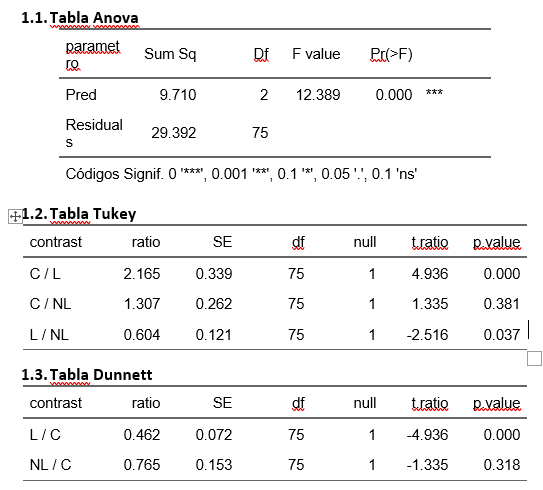 1.1. Tabla Anova
paramet
ro Sum Sq Df F value Pr(>F)
Pred 9.710 2 12.389 0.000 ***
Residual
s 29.392 75
Códigos Signif. 0 '***', 0.001 '**', 0.1 '*', 0.05 '.', 0.1 'ns'
1.2. Tabla Tukey
contrast ratio SE df null t.ratio p.value
C / L 2.165 0.339 75 1 4.936 0.000
C / NL 1.307 0.262 75 1 1.335 0.381
L / NL 0.604 0.121 75 1 -2.516 0.037
1.3. Tabla Dunnett
contrast ratio SE df null t.ratio p.value
L / C 0.462 0.072 75 1 -4.936 0.000
NL / C 0.765 0.153 75 1 -1.335 0.318